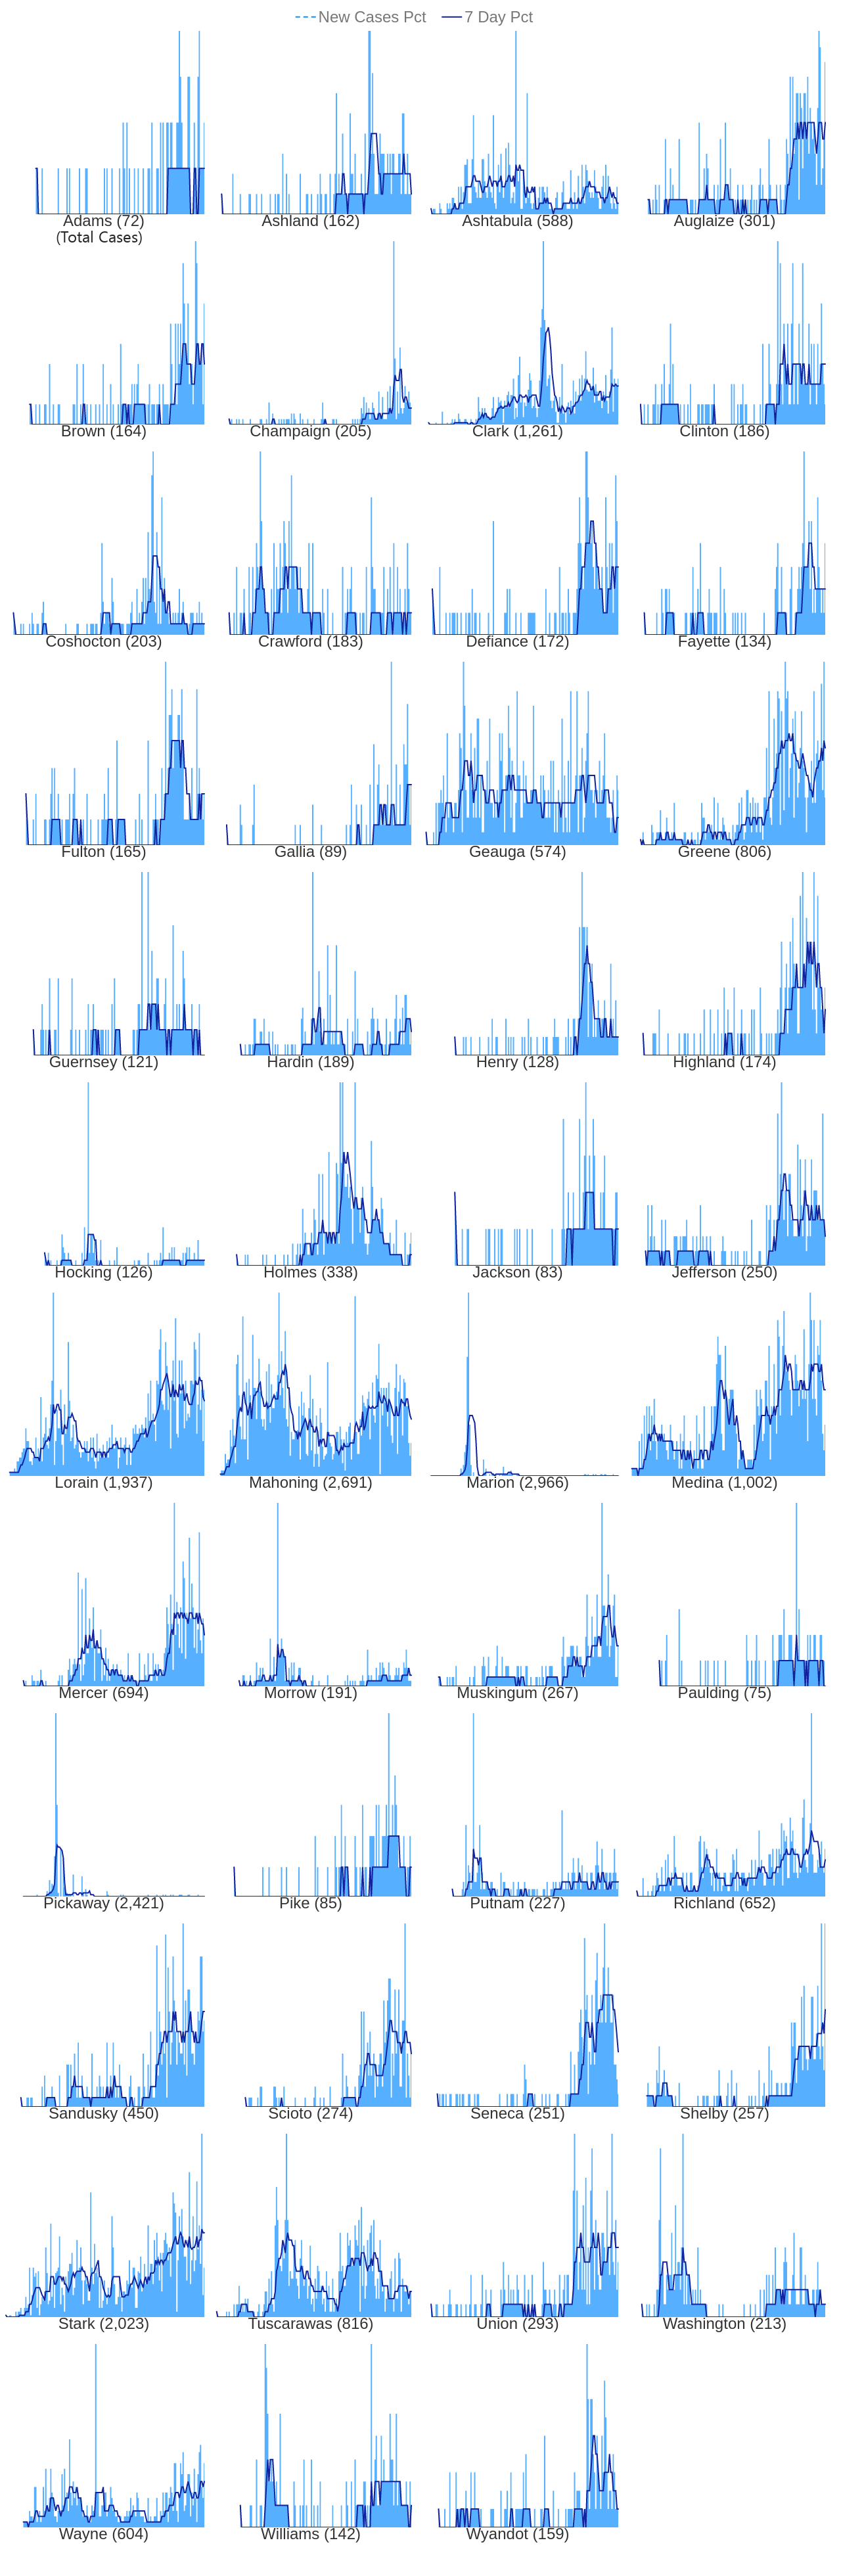 New Cases Pct 7 Day Pct
Adams (72) Ashland (162) Ashtabula (588) Auglaize (301)
(Total Cases)
Brown (164) Champaign (205) Clark (1,261) Clinton (186)
Coshocton (203) Crawford (183) Defiance (172) Fayette (134)
Fulton (165) Gallia (89) Geauga (574) Greene (806)
Guernsey (121) Hardin (189) Henry (128) Highland (174)
Hocking (126) Holmes (338) Jackson (83) Jefferson (250)
Lorain (1,937) Mahoning (2,691) Marion (2,966) Medina (1,002)
Mercer (694) Morrow (191) Muskingum (267) Paulding (75)
Pickaway (2,421) Pike (85) Putnam (227) Richland (652)
Sandusky (450) Scioto (274) Seneca (251) Shelby (257)
Stark (2,023) Tuscarawas (816) Union (293) Washington (213)
Wayne (604) Williams (142) Wyandot (159)